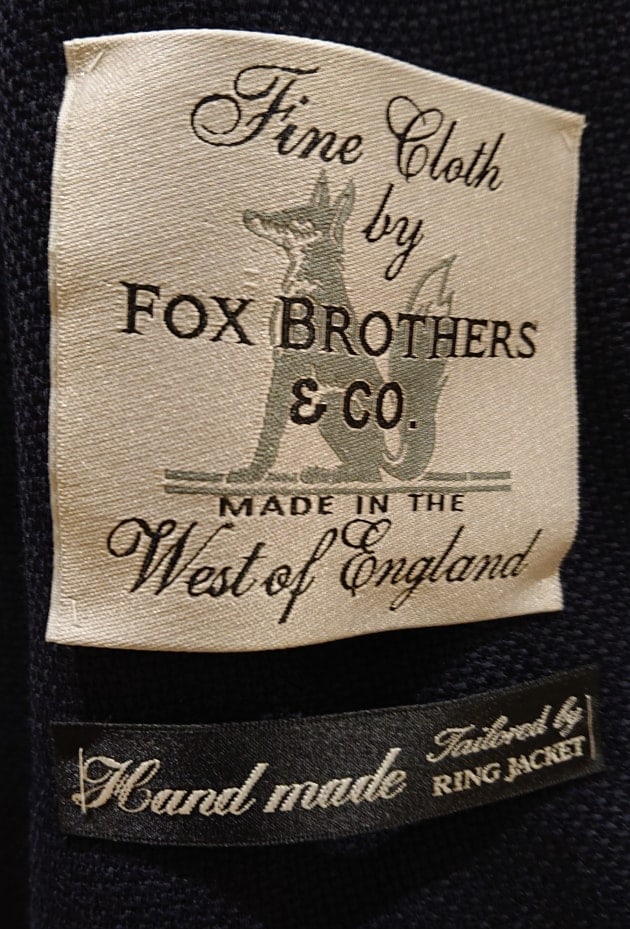 Fine Cloth
by
FOX BROTHERS
& CO.
MADE IN THE
West of England
Hand made
Tailored by
RING JACKET